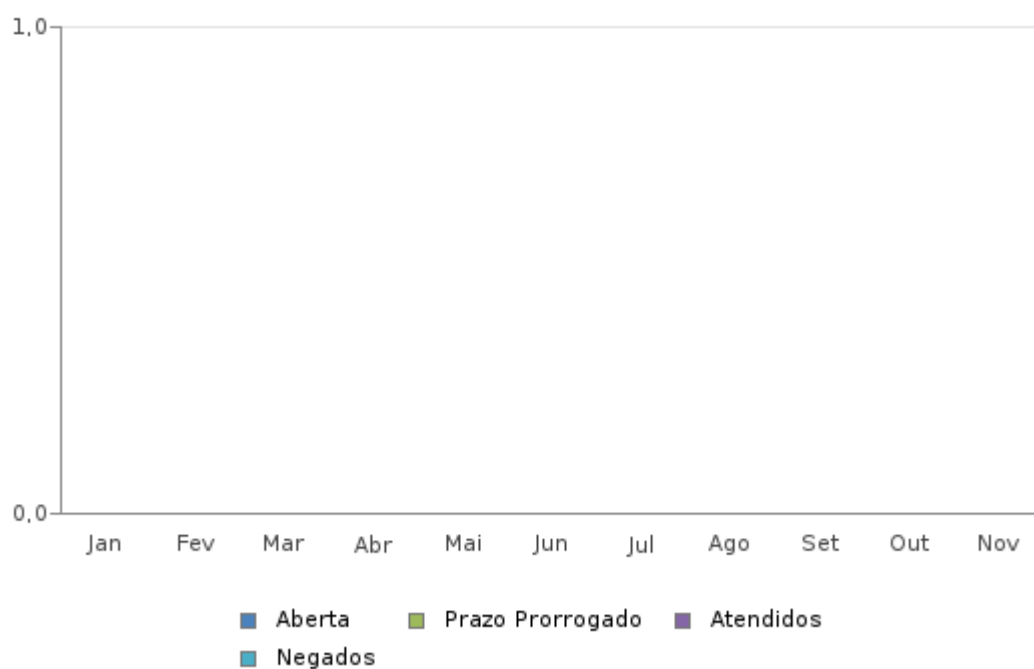 1,0
0,0
Jan Fev Mar Abr Mai Jun Jul Ago Set Out Nov
Aberta Prazo Prorrogado Atendidos
Negados